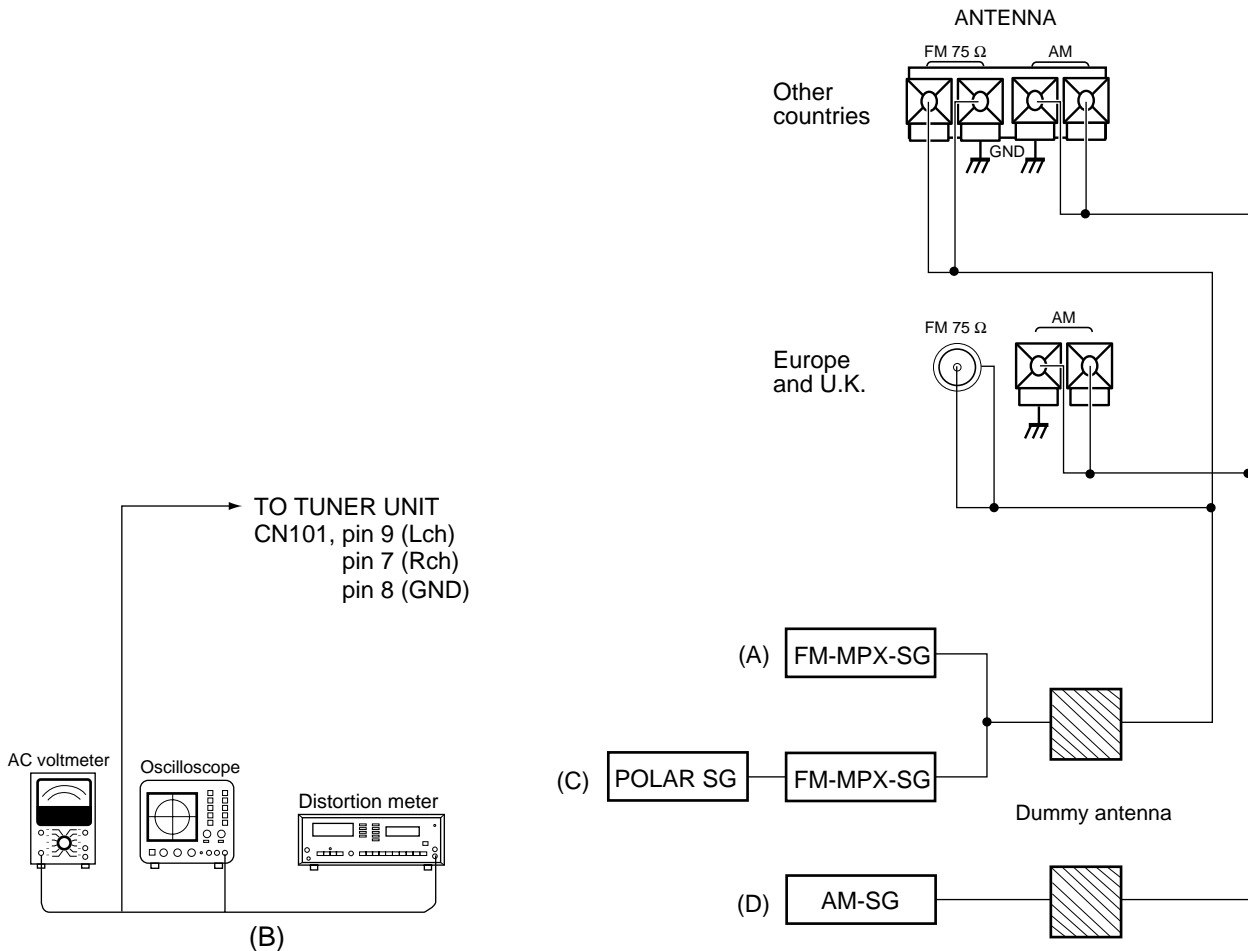 ANTENNA
FM 75 Ω
AM
Other
countries
GND
FM 75 Ω
AM
Europe
and U.K.
TO TUNER UNIT
CN101, pin 9 (Lch)
pin 7 (Rch)
pin 8 (GND)
(A)
FM-MPX-SG
(C)
POLAR SG
FM-MPX-SG
Dummy antenna
(D)
AM-SG
AC voltmeter
Oscilloscope
Distortion meter
(B)